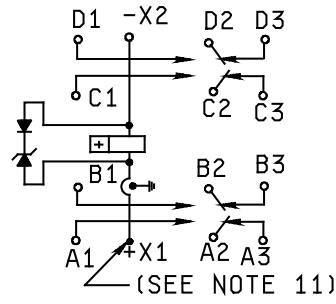 D1 -X2 D2 D3
C1 C2 C3
+
B1 B2 B3
A1 +X1 A2 A3
(SEE NOTE 11)